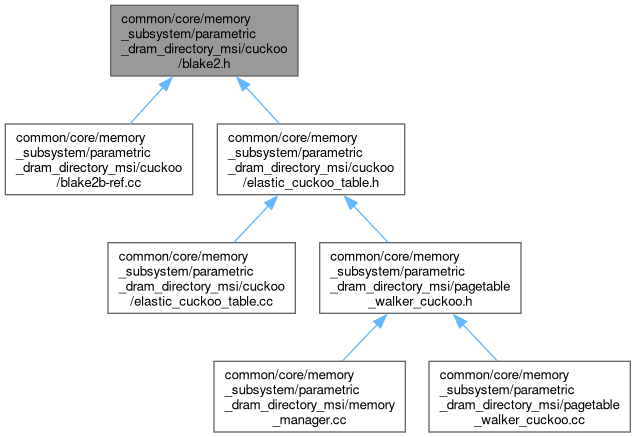 common/core/memory
_subsystem/parametric
_dram_directory_msi/cuckoo
/blake2.h
common/core/memory
_subsystem/parametric
_dram_directory_msi/cuckoo
/blake2b-ref.cc
common/core/memory
_subsystem/parametric
_dram_directory_msi/cuckoo
/elastic_cuckoo_table.h
common/core/memory
_subsystem/parametric
_dram_directory_msi/cuckoo
/elastic_cuckoo_table.cc
common/core/memory
_subsystem/parametric
_dram_directory_msi/pagetable
_walker_cuckoo.h
common/core/memory
_subsystem/parametric
_dram_directory_msi/memory
_manager.cc
common/core/memory
_subsystem/parametric
_dram_directory_msi/pagetable
_walker_cuckoo.cc